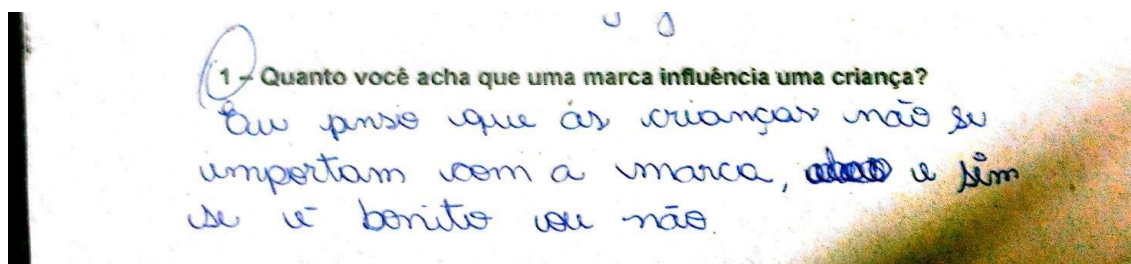 1 – Quanto você acha que uma marca influência uma criança?
Eu penso que ás crianças não se
importam com a marca, e sim
se é bonito ou não.